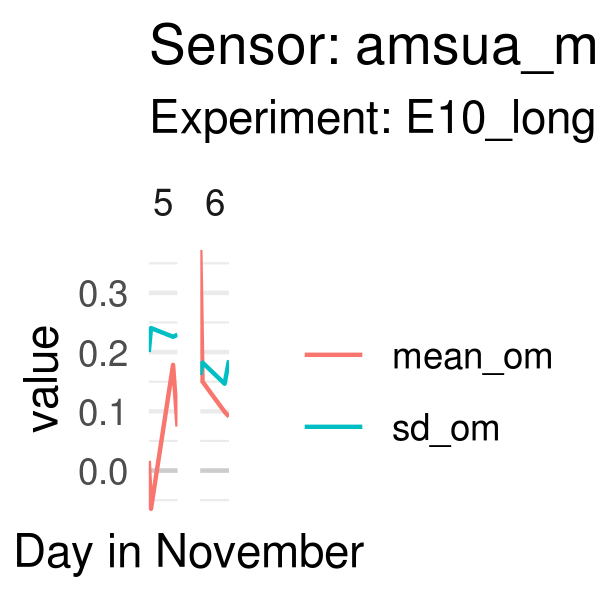 Sensor: amsua_m
Experiment: E10_long
5 6
0.3
0.2
0.1
0.0
value
mean_om
sd_om
Day in November